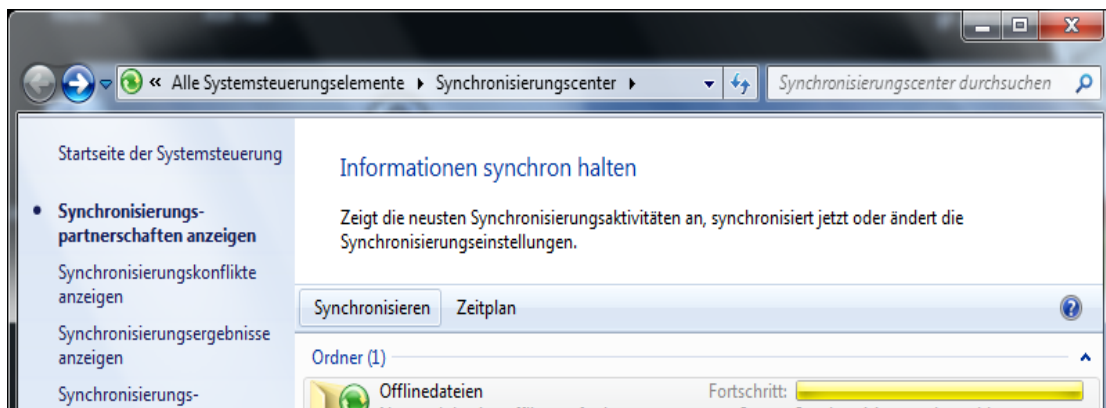 « Alle Systemsteuerungselemente ▸ Synchronisierungscenter ▸
Synchronisierungscenter durchsuchen
Startseite der Systemsteuerung
• Synchronisierungs-
partnerschaften anzeigen
Synchronisierungskonflikte
anzeigen
Synchronisierungsergebnisse
anzeigen
Synchronisierungs-
Informationen synchron halten
Zeigt die neusten Synchronisierungsaktivitäten an, synchronisiert jetzt oder ändert die
Synchronisierungseinstellungen.
Synchronisieren Zeitplan
Ordner (1)
Offlinedateien Fortschritt: